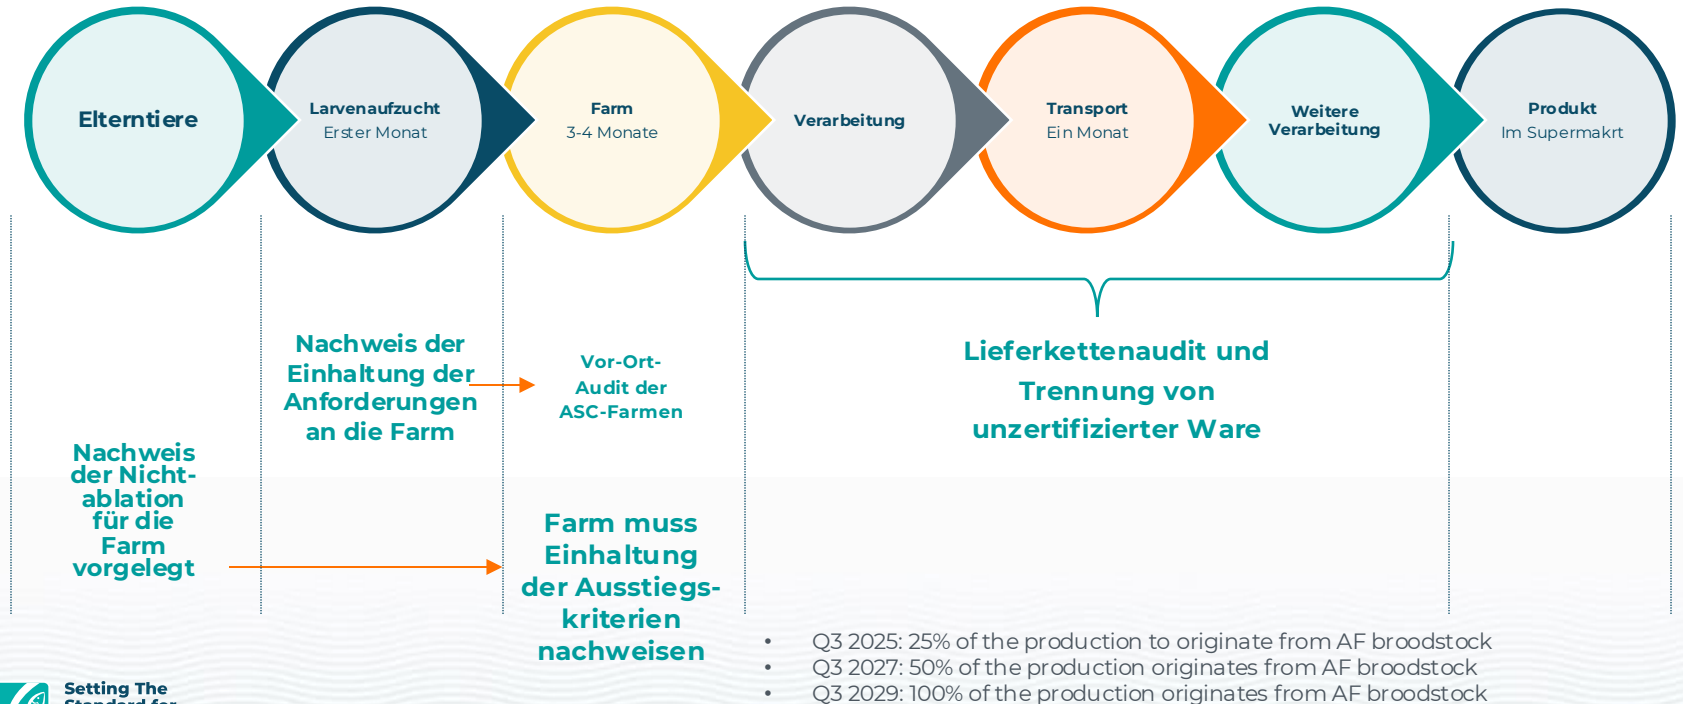 Elterntiere
Larvenaufzucht
Erster Monat
Farm
3-4 Monate
Verarbeitung
Transport
Ein Monat
Weitere
Verarbeitung
Produkt
Im Supermakrt
Nachweis der
Einhaltung der
Anforderungen
an die Farm
Vor-Ort-
Audit der
ASC-Farmen
Lieferkettenaudit und
Trennung von
unzertifizierter Ware
Nachweis
der Nicht-
ablation
für die
Farm
vorgelegt
Farm muss
Einhaltung
der Ausstiegs-
kriterien
nachweisen
• Q3 2025: 25% of the production to originate from AF broodstock
• Q3 2027: 50% of the production originates from AF broodstock
• Q3 2029: 100% of the production originates from AF broodstock
Setting The
Standard for